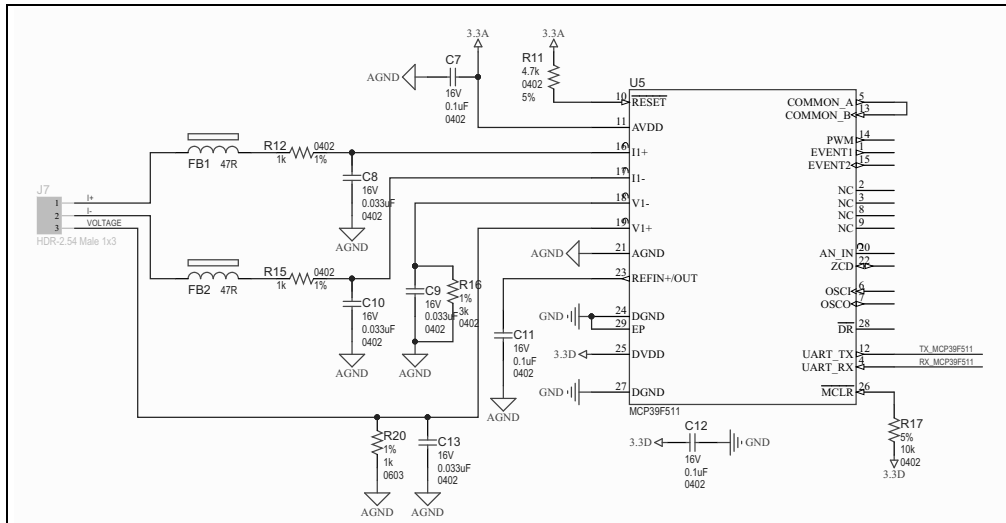 3.3A
3.3A
C7
R11
4.7k
0402
5%
AGND
16V
0.1uF
0402
U5
10 RESET
11 AVDD
16 I1+
17 I1-
18 V1-
19 V1+
21 AGND
23 REFIN+/OUT
24 DGND
29 EP
25 DVDD
27 DGND
COMMON_A 5
COMMON_B 13
PWM 14
EVENT1 1
EVENT2 15
NC 2
NC 3
NC 8
NC 9
AN_IN 20
ZCD 22
OSCI 6
OSCO 7
DR 28
UART_TX 12 TX_MCP39F511
UART_RX 4 RX_MCP39F511
MCLR 26
MCP39F511
FB1 47R
R12 0402
1k 1%
C8
16V
0.033uF
0402
AGND
J7
1 I+
2 I-
3 VOLTAGE
HDR-2.54 Male 1x3
FB2 47R
R15 0402
1k 1%
C10
16V
0.033uF
0402
AGND
C9
16V
0.033uF
0402
R16
1%
3k
0402
AGND
AGND
C11
16V
0.1uF
0402
AGND
GND
3.3D
GND
R20
1%
1k
0603
AGND
C13
16V
0.033uF
0402
AGND
3.3D
C12
16V
0.1uF
0402
GND
R17
5%
10k
0402
3.3D